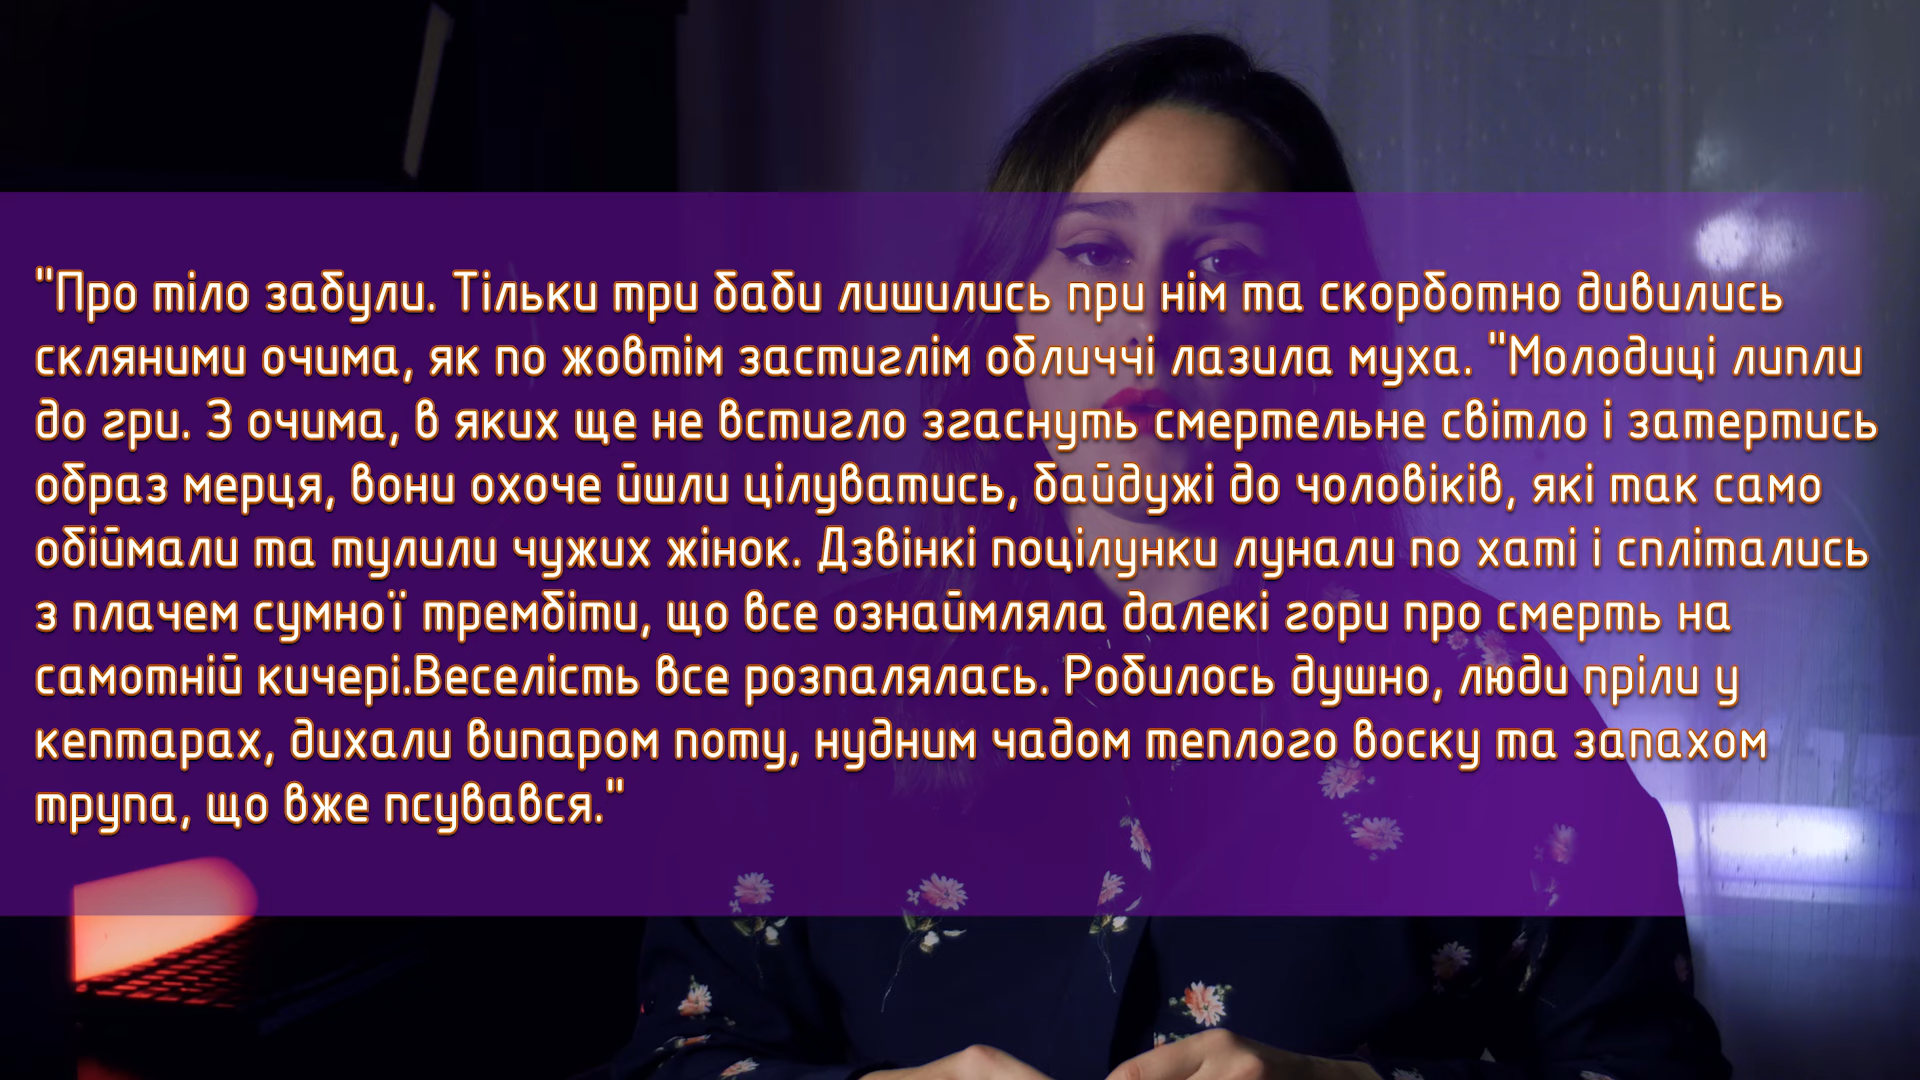 "Про тіло забули. Тільки три баби лишились при нім та скорботно дивились
скляними очима, як по жовтім застиглім обличчі лазила муха. "Молодиці липли
до гри. З очима, в яких ще не встигло згаснуть смертельне світло і затертись
образ мерця, вони охоче йшли цілуватись, байдужі до чоловіків, які так само
обіймали та тулили чужих жінок. Дзвінкі поцілунки лунали по хаті і сплітались
з плачем сумної трембіти, що все ознаймляла далекі гори про смерть на
самотній кичері.Веселість все розпалялась. Робилось душно, люди пріли у
кептарах, дихали випаром поту, нудним чадом теплого воску та запахом
трупа, що вже псувався."